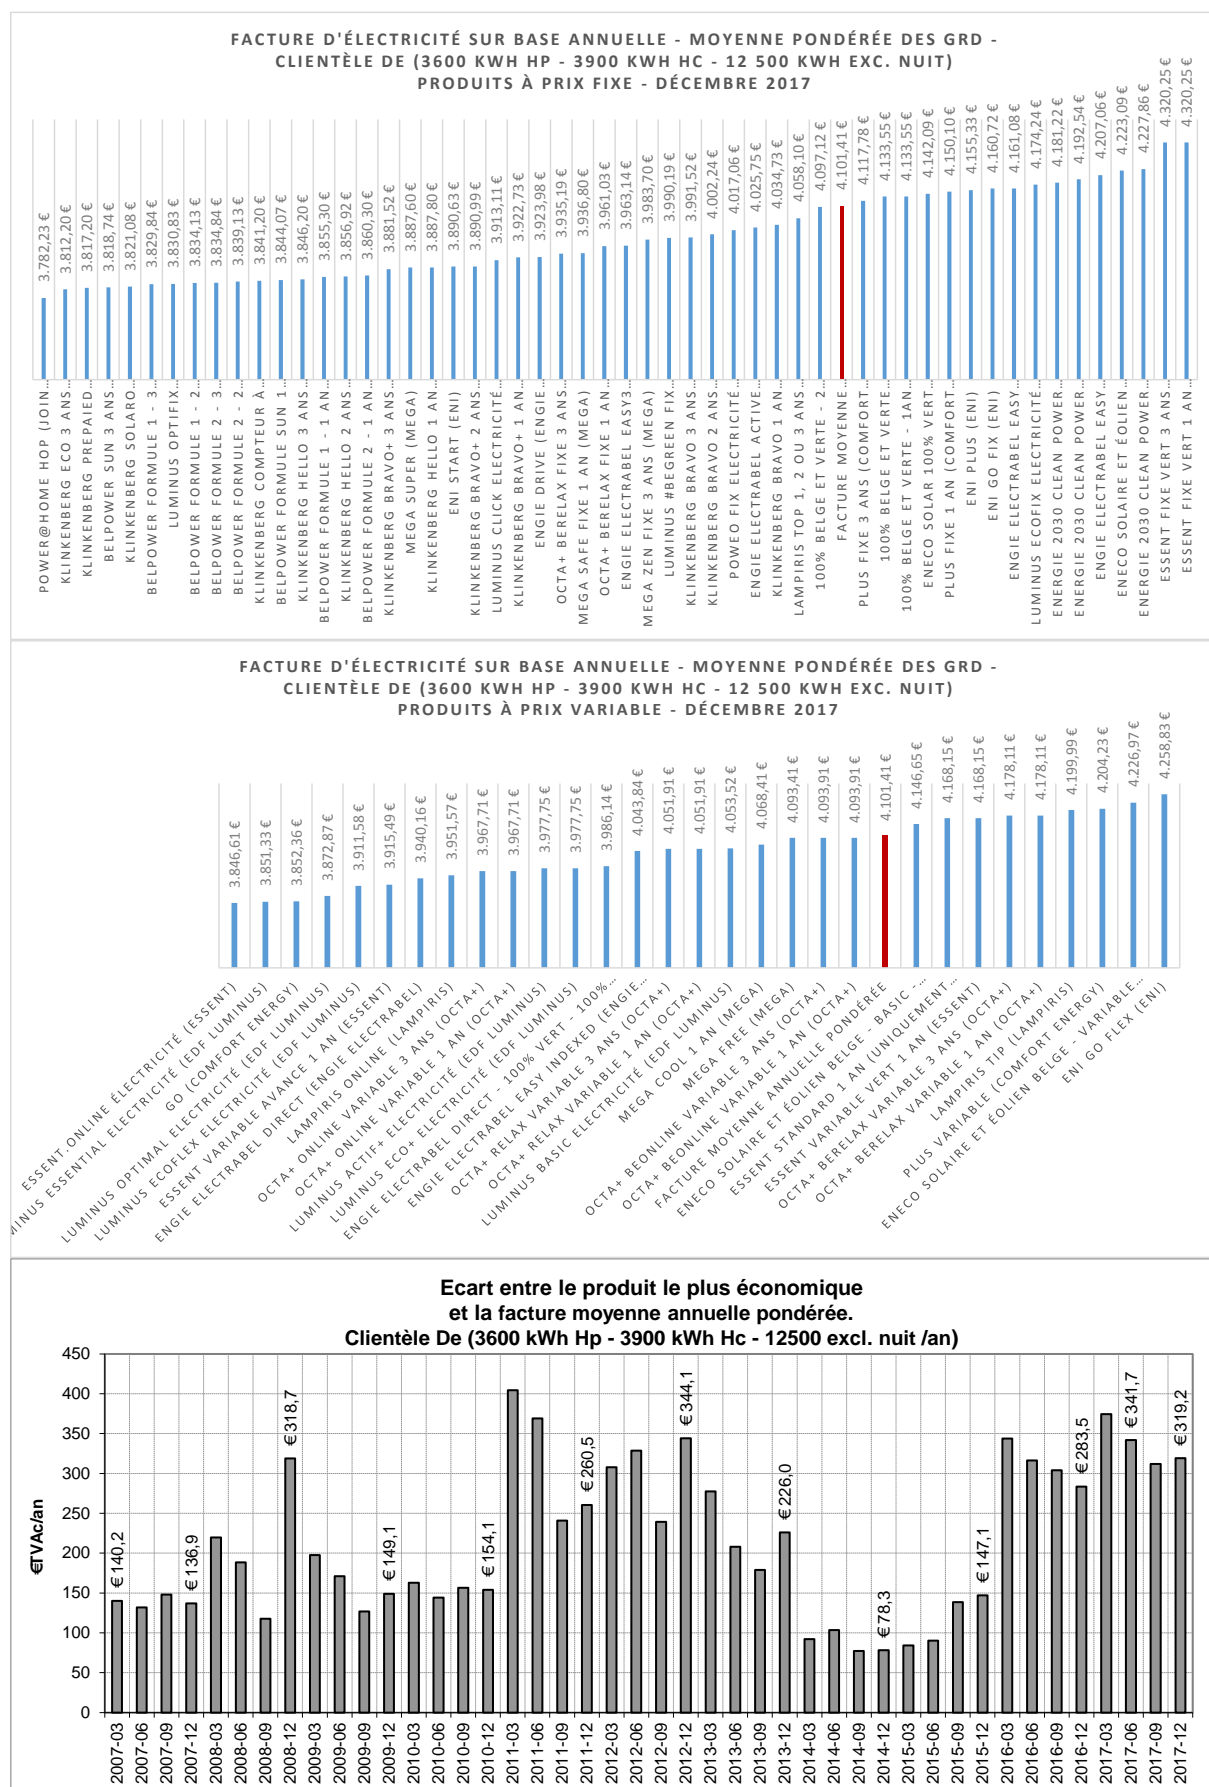 FACTURE D'ÉLECTRICITÉ SUR BASE ANNUELLE - MOYENNE PONDÉRÉE DES GRD -
CLIENTÈLE DE (3600 KWH HP - 3900 KWH HC - 12 500 KWH EXC. NUIT)
PRODUITS À PRIX FIXE - DÉCEMBRE 2017
3.782,23 €
3.812,20 €
3.817,20 €
3.818,74 €
3.821,08 €
3.829,84 €
3.830,83 €
3.834,13 €
3.834,84 €
3.839,13 €
3.841,20 €
3.844,07 €
3.846,20 €
3.855,30 €
3.856,92 €
3.860,30 €
3.881,52 €
3.887,60 €
3.887,80 €
3.890,63 €
3.890,99 €
3.913,11 €
3.922,73 €
3.923,98 €
3.935,19 €
3.936,80 €
3.961,03 €
3.963,14 €
3.983,70 €
3.990,19 €
3.991,52 €
4.002,24 €
4.017,06 €
4.025,75 €
4.034,73 €
4.058,10 €
4.097,12 €
4.101,41 €
4.117,78 €
4.133,55 €
4.133,55 €
4.142,09 €
4.150,10 €
4.155,33 €
4.160,72 €
4.161,08 €
4.174,24 €
4.181,22 €
4.192,54 €
4.207,06 €
4.223,09 €
4.227,86 €
4.320,25 €
4.320,25 €
POWER@HOME HOP (JOIN...
KLINKENBERG ECO 3 ANS...
KLINKENBERG PREPAIED...
BELPOWER SUN 3 ANS...
KLINKENBERG SOLARO...
BELPOWER FORMULE 1 - 3...
LUMINUS OPTIFIX...
BELPOWER FORMULE 1 - 2...
BELPOWER FORMULE 2 - 3...
BELPOWER FORMULE 2 - 2...
KLINKENBERG COMPTEUR À...
BELPOWER FORMULE SUN 1...
KLINKENBERG HELLO 3 ANS...
BELPOWER FORMULE 1 - 1 AN...
KLINKENBERG HELLO 2 ANS...
BELPOWER FORMULE 2 - 1 AN...
KLINKENBERG BRAVO+ 3 ANS...
MEGA SUPER (MEGA)
KLINKENBERG HELLO 1 AN...
ENI START (ENI)
KLINKENBERG BRAVO+ 2 ANS...
LUMINUS CLICK ELECTRICITÉ...
KLINKENBERG BRAVO+ 1 AN...
ENGIE DRIVE (ENGIE...
OCTA+ BERELAX FIXE 3 ANS...
MEGA SAFE FIXE 1 AN (MEGA)
OCTA+ BERELAX FIXE 1 AN...
ENGIE ELECTRABEL EASY3...
MEGA ZEN FIXE 3 ANS (MEGA)
LUMINUS #BEGREEN FIX...
KLINKENBERG BRAVO 3 ANS...
KLINKENBERG BRAVO 2 ANS...
POWEO FIX ELECTRICITÉ...
ENGIE ELECTRABEL ACTIVE...
KLINKENBERG BRAVO 1 AN...
LAMPIRIS TOP 1, 2 OU 3 ANS...
100% BELGE ET VERTE - 2...
FACTURE MOYENNE...
PLUS FIXE 3 ANS (COMFORT...
100% BELGE ET VERTE...
100% BELGE ET VERTE - 1AN...
ENECO SOLAR 100% VERT...
PLUS FIXE 1 AN (COMFORT...
ENI PLUS (ENI)
ENI GO FIX (ENI)
ENGIE ELECTRABEL EASY...
LUMINUS ECOFIX ELECTRICITÉ...
ENERGIE 2030 CLEAN POWER...
ENERGIE 2030 CLEAN POWER...
ENGIE ELECTRABEL EASY...
ENECO SOLAIRE ET ÉOLIEN...
ENERGIE 2030 CLEAN POWER...
ESSENT FIXE VERT 3 ANS...
ESSENT FIXE VERT 1 AN...
FACTURE D'ÉLECTRICITÉ SUR BASE ANNUELLE - MOYENNE PONDÉRÉE DES GRD -
CLIENTÈLE DE (3600 KWH HP - 3900 KWH HC - 12 500 KWH EXC. NUIT)
PRODUITS À PRIX VARIABLE - DÉCEMBRE 2017
3.846,61 €
3.851,33 €
3.852,36 €
3.872,87 €
3.911,58 €
3.915,49 €
3.940,16 €
3.951,57 €
3.967,71 €
3.967,71 €
3.977,75 €
3.977,75 €
3.986,14 €
4.043,84 €
4.051,91 €
4.051,91 €
4.053,52 €
4.068,41 €
4.093,41 €
4.093,91 €
4.093,91 €
4.101,41 €
4.146,65 €
4.168,15 €
4.168,15 €
4.178,11 €
4.178,11 €
4.199,99 €
4.204,23 €
4.226,97 €
4.258,83 €
ESSENT.ONLINE ÉLECTRICITÉ (ESSENT)
MINUS ESSENTIAL ELECTRICITÉ (EDF LUMINUS)
GO (COMFORT ENERGY)
LUMINUS OPTIMAL ELECTRICITÉ (EDF LUMINUS)
LUMINUS ECOFLEX ELECTRICITÉ (EDF LUMINUS)
ESSENT VARIABLE AVANCE 1 AN (ESSENT)
ENGIE ELECTRABEL DIRECT (ENGIE ELECTRABEL)
LAMPIRIS ONLINE (LAMPIRIS)
OCTA+ ONLINE VARIABLE 3 ANS (OCTA+)
OCTA+ ONLINE VARIABLE 1 AN (OCTA+)
LUMINUS ACTIF+ ELECTRICITÉ (EDF LUMINUS)
LUMINUS ECO+ ELECTRICITÉ (EDF LUMINUS)
ENGIE ELECTRABEL DIRECT - 100% VERT - 100%...
ENGIE ELECTRABEL EASY INDEXED (ENGIE...
OCTA+ RELAX VARIABLE 3 ANS (OCTA+)
OCTA+ RELAX VARIABLE 1 AN (OCTA+)
LUMINUS BASIC ELECTRICITÉ (EDF LUMINUS)
MEGA COOL 1 AN (MEGA)
MEGA FREE (MEGA)
OCTA+ BEONLINE VARIABLE 3 ANS (OCTA+)
OCTA+ BEONLINE VARIABLE 1 AN (OCTA+)
FACTURE MOYENNE ANNUELLE PONDÉRÉE
ENECO SOLAIRE ET ÉOLIEN BELGE - BASIC -...
ESSENT STANDARD 1 AN (UNIQUEMENT...
ESSENT VARIABLE VERT 1 AN (ESSENT)
OCTA+ BERELAX VARIABLE 3 ANS (OCTA+)
OCTA+ BERELAX VARIABLE 1 AN (OCTA+)
LAMPIRIS TIP (LAMPIRIS)
PLUS VARIABLE (COMFORT ENERGY)
ENECO SOLAIRE ET ÉOLIEN BELGE - VARIABLE...
ENI GO FLEX (ENI)
Ecart entre le produit le plus économique
et la facture moyenne annuelle pondérée.
Clientèle De (3600 kWh Hp - 3900 kWh Hc - 12500 excl. nuit /an)
€TVAc/an
450
400
350
300
250
200
150
100
50
0
€ 140,2
€ 136,9
€ 318,7
€ 149,1
€ 154,1
€ 260,5
€ 344,1
€ 226,0
€ 78,3
€ 147,1
€ 283,5
€ 341,7
€ 319,2
2007-03
2007-06
2007-09
2007-12
2008-03
2008-06
2008-09
2008-12
2009-03
2009-06
2009-09
2009-12
2010-03
2010-06
2010-09
2010-12
2011-03
2011-06
2011-09
2011-12
2012-03
2012-06
2012-09
2012-12
2013-03
2013-06
2013-09
2013-12
2014-03
2014-06
2014-09
2014-12
2015-03
2015-06
2015-09
2015-12
2016-03
2016-06
2016-09
2016-12
2017-03
2017-06
2017-09
2017-12